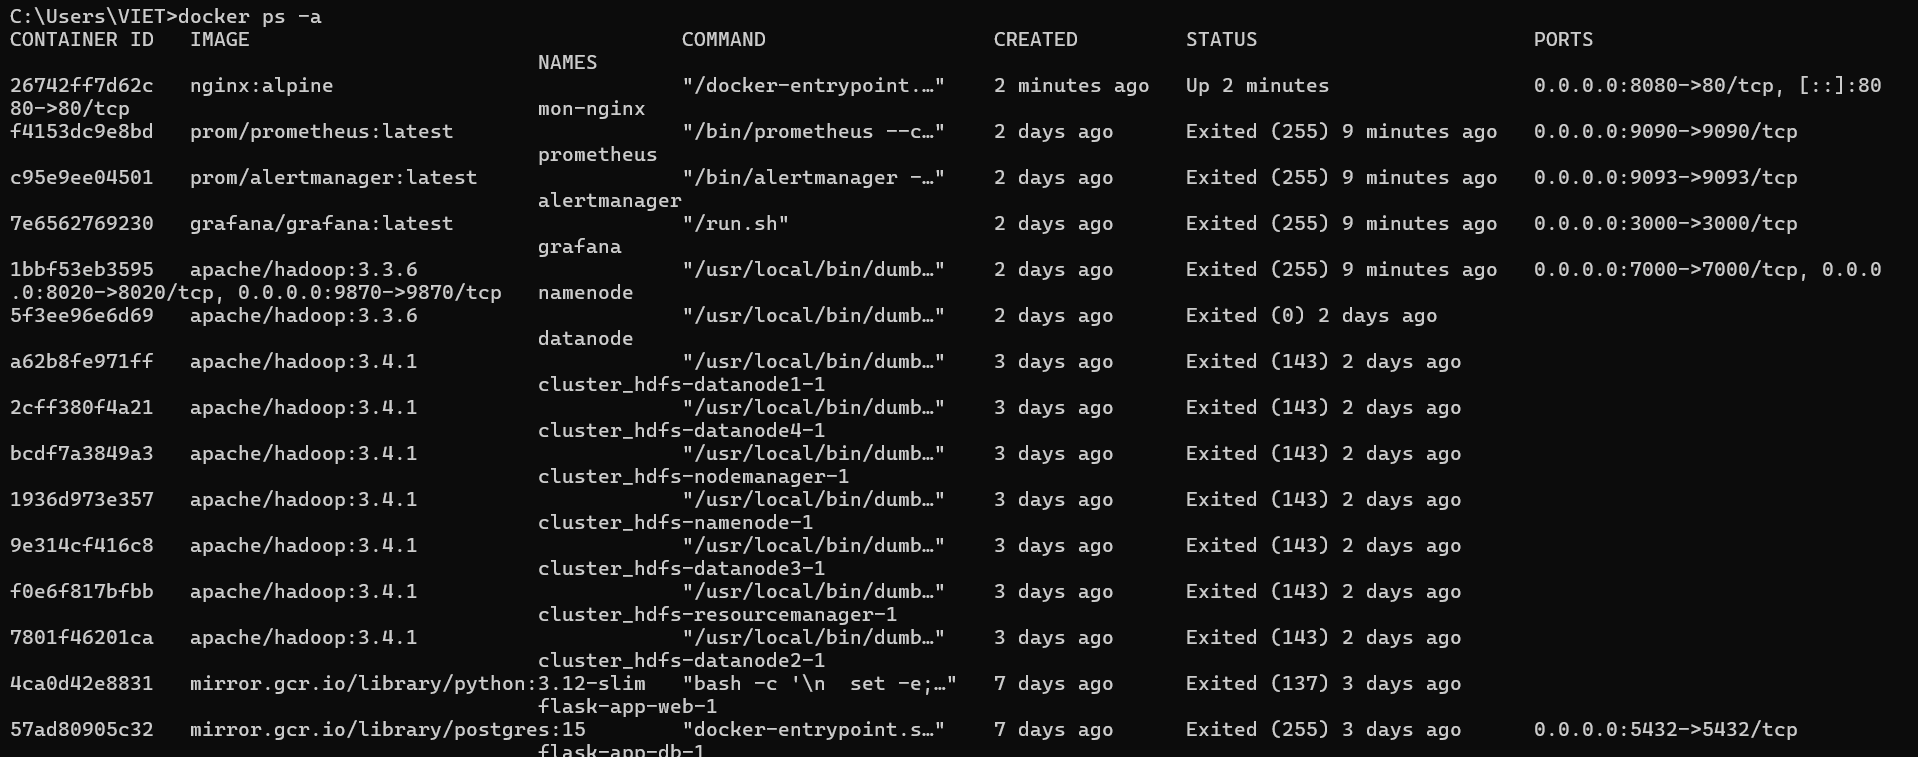 C:\Users\VIET>docker ps -a
CONTAINER ID   IMAGE                                    COMMAND                   CREATED         STATUS                       PORTS
                                            NAMES
26742ff7d62c   nginx:alpine                             "/docker-entrypoint.…"    2 minutes ago   Up 2 minutes                 0.0.0.0:8080->80/tcp, [::]:80
80->80/tcp                                  mon-nginx
f4153dc9e8bd   prom/prometheus:latest                   "/bin/prometheus --c…"    2 days ago      Exited (255) 9 minutes ago   0.0.0.0:9090->9090/tcp
                                            prometheus
c95e9ee04501   prom/alertmanager:latest                 "/bin/alertmanager -…"    2 days ago      Exited (255) 9 minutes ago   0.0.0.0:9093->9093/tcp
                                            alertmanager
7e6562769230   grafana/grafana:latest                   "/run.sh"                 2 days ago      Exited (255) 9 minutes ago   0.0.0.0:3000->3000/tcp
                                            grafana
1bbf53eb3595   apache/hadoop:3.3.6                      "/usr/local/bin/dumb…"    2 days ago      Exited (255) 9 minutes ago   0.0.0.0:7000->7000/tcp, 0.0.0
.0:8020->8020/tcp, 0.0.0.0:9870->9870/tcp   namenode
5f3ee96e6d69   apache/hadoop:3.3.6                      "/usr/local/bin/dumb…"    2 days ago      Exited (0) 2 days ago
                                            datanode
a62b8fe971ff   apache/hadoop:3.4.1                      "/usr/local/bin/dumb…"    3 days ago      Exited (143) 2 days ago
                                            cluster_hdfs-datanode1-1
2cff380f4a21   apache/hadoop:3.4.1                      "/usr/local/bin/dumb…"    3 days ago      Exited (143) 2 days ago
                                            cluster_hdfs-datanode4-1
bcdf7a3849a3   apache/hadoop:3.4.1                      "/usr/local/bin/dumb…"    3 days ago      Exited (143) 2 days ago
                                            cluster_hdfs-nodemanager-1
1936d973e357   apache/hadoop:3.4.1                      "/usr/local/bin/dumb…"    3 days ago      Exited (143) 2 days ago
                                            cluster_hdfs-namenode-1
9e314cf416c8   apache/hadoop:3.4.1                      "/usr/local/bin/dumb…"    3 days ago      Exited (143) 2 days ago
                                            cluster_hdfs-datanode3-1
f0e6f817bfbb   apache/hadoop:3.4.1                      "/usr/local/bin/dumb…"    3 days ago      Exited (143) 2 days ago
                                            cluster_hdfs-resourcemanager-1
7801f46201ca   apache/hadoop:3.4.1                      "/usr/local/bin/dumb…"    3 days ago      Exited (143) 2 days ago
                                            cluster_hdfs-datanode2-1
4ca0d42e8831   mirror.gcr.io/library/python:3.12-slim   "bash -c '\n  set -e;…"   7 days ago      Exited (137) 3 days ago
                                            flask-app-web-1
57ad80905c32   mirror.gcr.io/library/postgres:15        "docker-entrypoint.s…"    7 days ago      Exited (255) 3 days ago      0.0.0.0:5432->5432/tcp
                                            flask-app-db-1